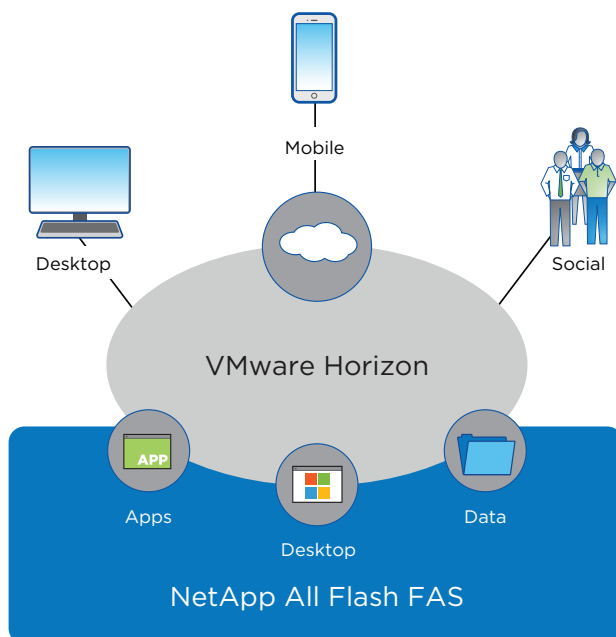 Mobile
Desktop
Social
VMware Horizon
APP
Apps
Desktop
Data
NetApp All Flash FAS